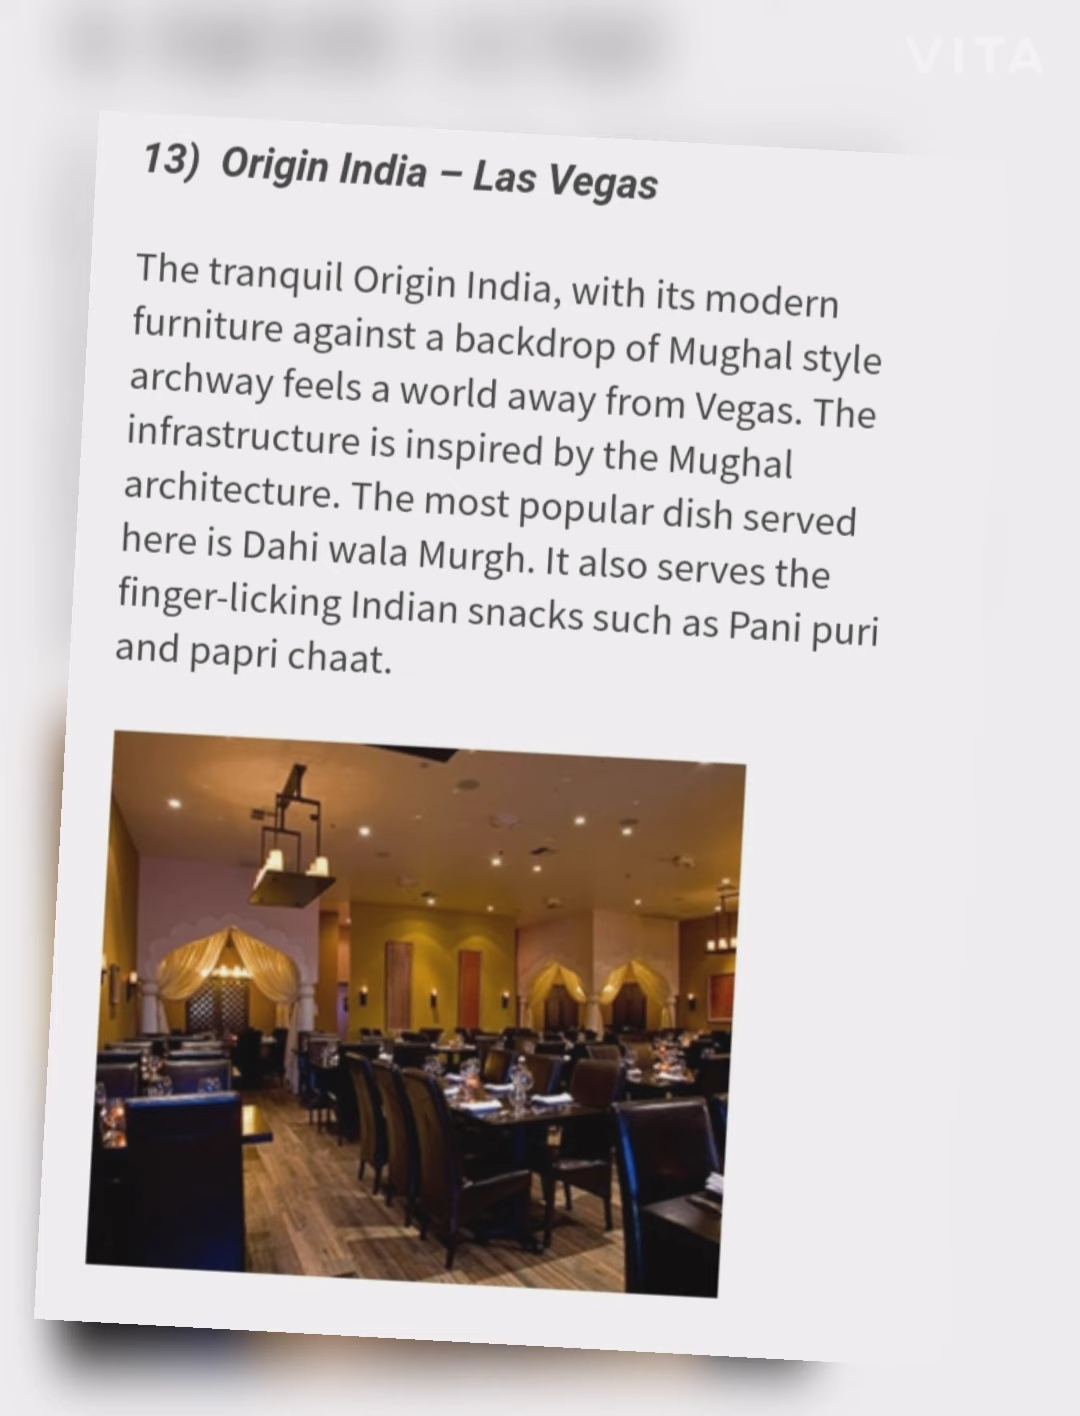 VITA
13) Origin India – Las Vegas
The tranquil Origin India, with its modern
furniture against a backdrop of Mughal style
archway feels a world away from Vegas. The
infrastructure is inspired by the Mughal
architecture. The most popular dish served
here is Dahi wala Murgh. It also serves the
finger-licking Indian snacks such as Pani puri
and papri chaat.